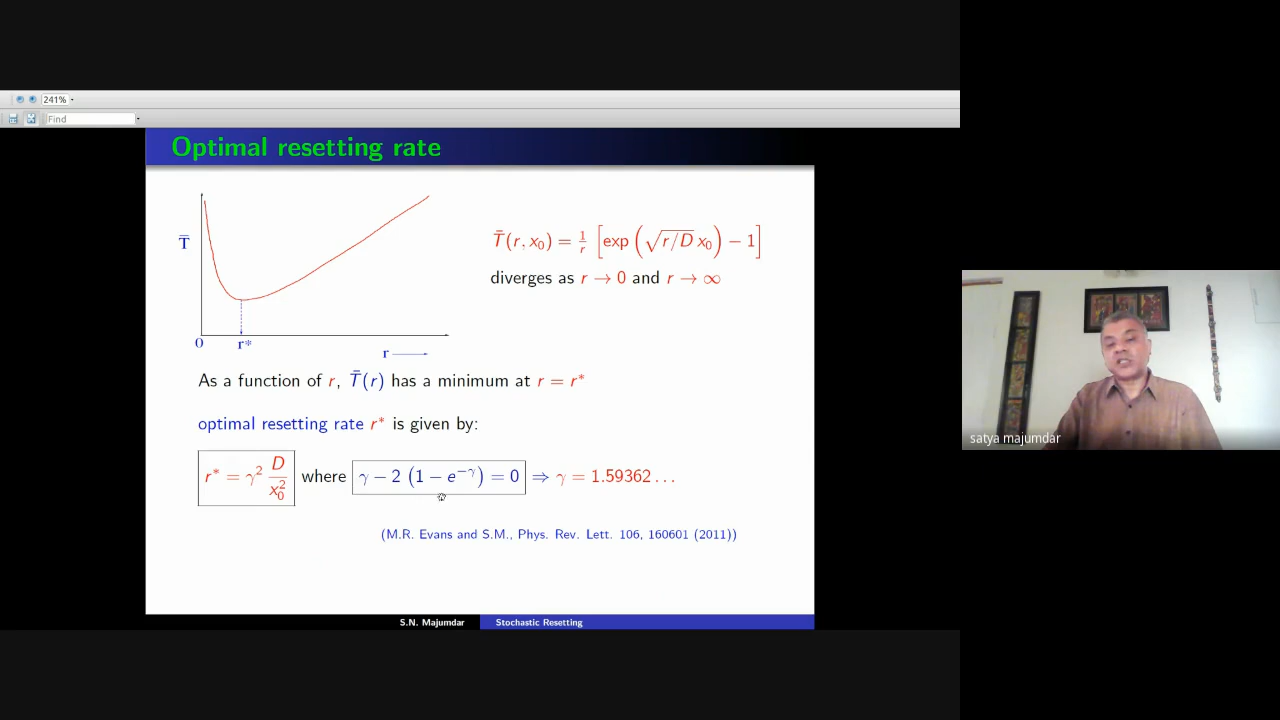 241%
Find
Optimal resetting rate
T̄
0
r*
r
T̄(r, x₀) = 1/r [exp(√(r/D) x₀) − 1]
diverges as r → 0 and r → ∞
As a function of r, T̄(r) has a minimum at r = r*
optimal resetting rate r* is given by:
r* = γ² D/x₀² where γ − 2 (1 − e^(−γ)) = 0 ⇒ γ = 1.59362...
(M.R. Evans and S.M., Phys. Rev. Lett. 106, 160601 (2011))
S.N. Majumdar Stochastic Resetting
satya majumdar